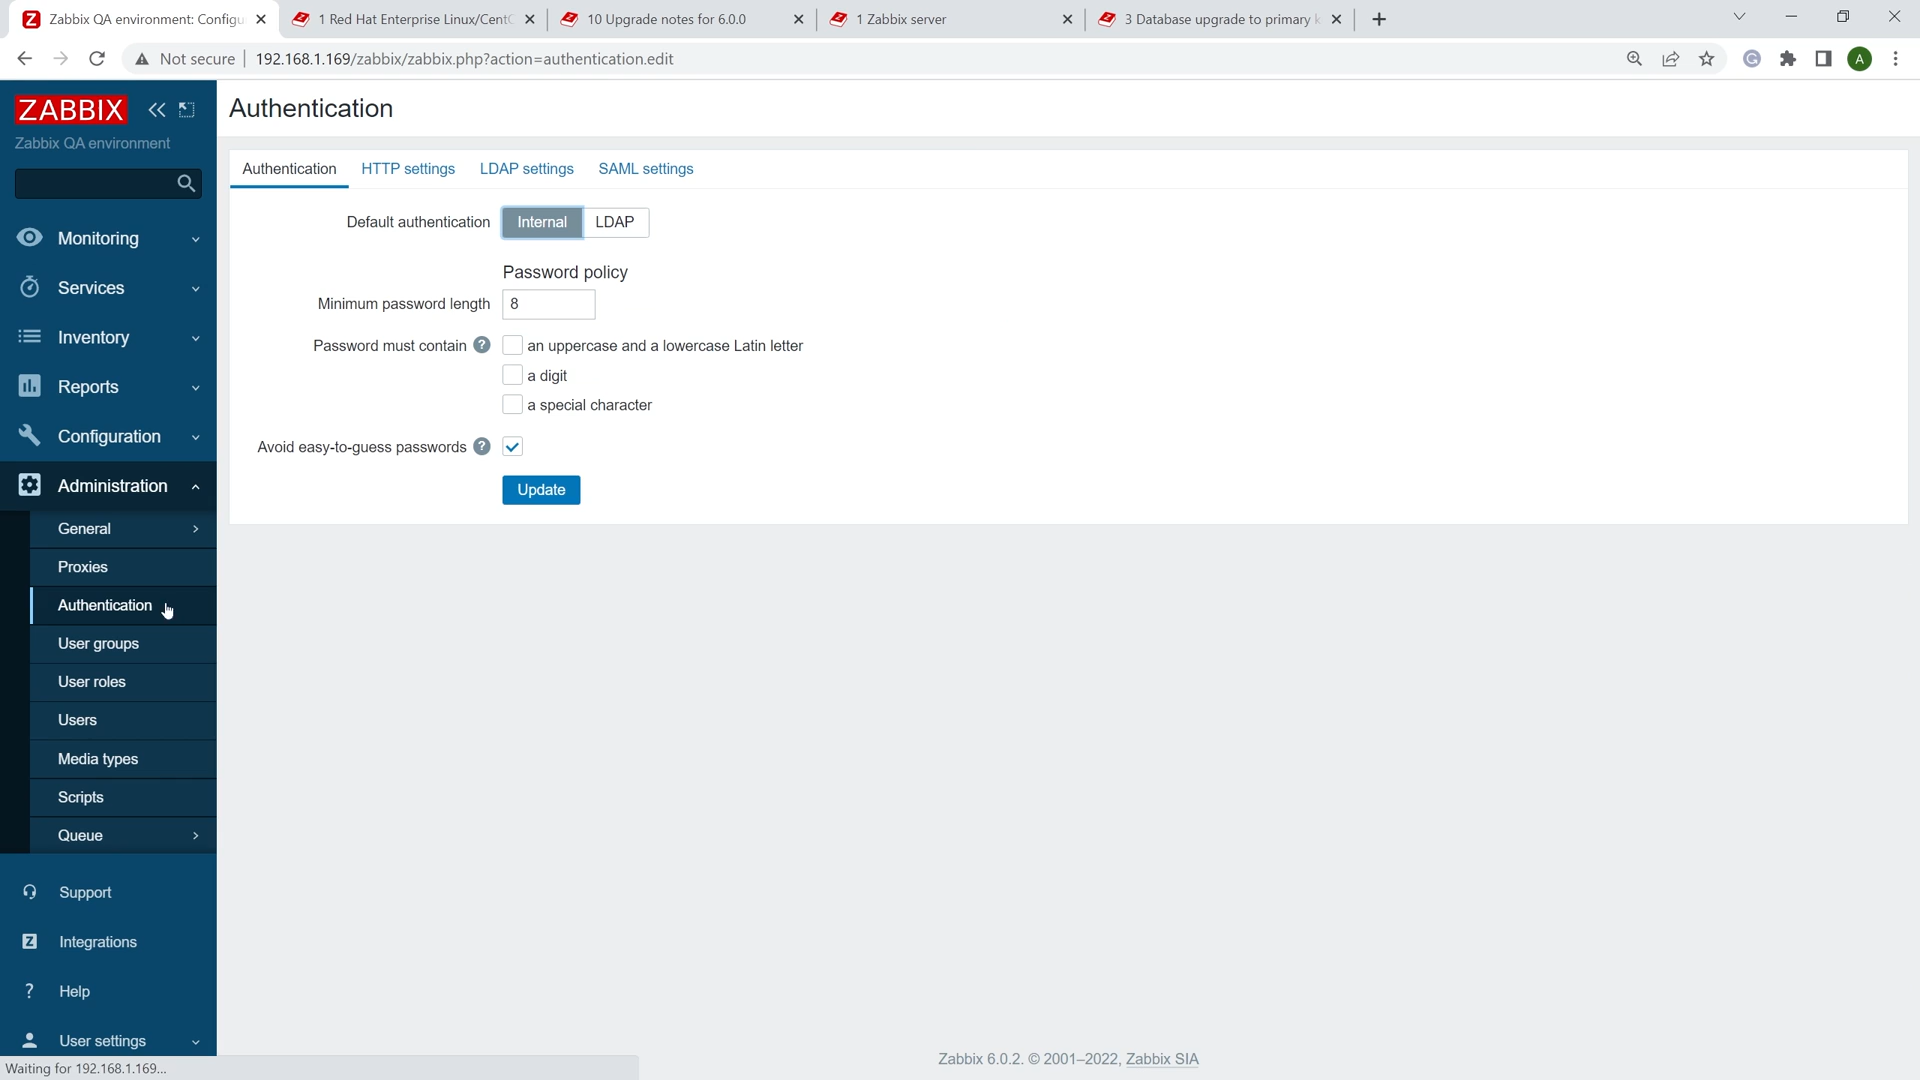 Zabbix QA environment: Configu
1 Red Hat Enterprise Linux/CentO
10 Upgrade notes for 6.0.0
1 Zabbix server
3 Database upgrade to primary k
Not secure
192.168.1.169/zabbix/zabbix.php?action=authentication.edit
A
ZABBIX
Zabbix QA environment
Monitoring
Services
Inventory
Reports
Configuration
Administration
General
Proxies
Authentication
User groups
User roles
Users
Media types
Scripts
Queue
Support
Integrations
Help
User settings
Waiting for 192.168.1.169...
Authentication
Authentication
HTTP settings
LDAP settings
SAML settings
Default authentication
Internal
LDAP
Password policy
Minimum password length
8
Password must contain ?
an uppercase and a lowercase Latin letter
a digit
a special character
Avoid easy-to-guess passwords ?
Update
Zabbix 6.0.2. © 2001–2022, Zabbix SIA